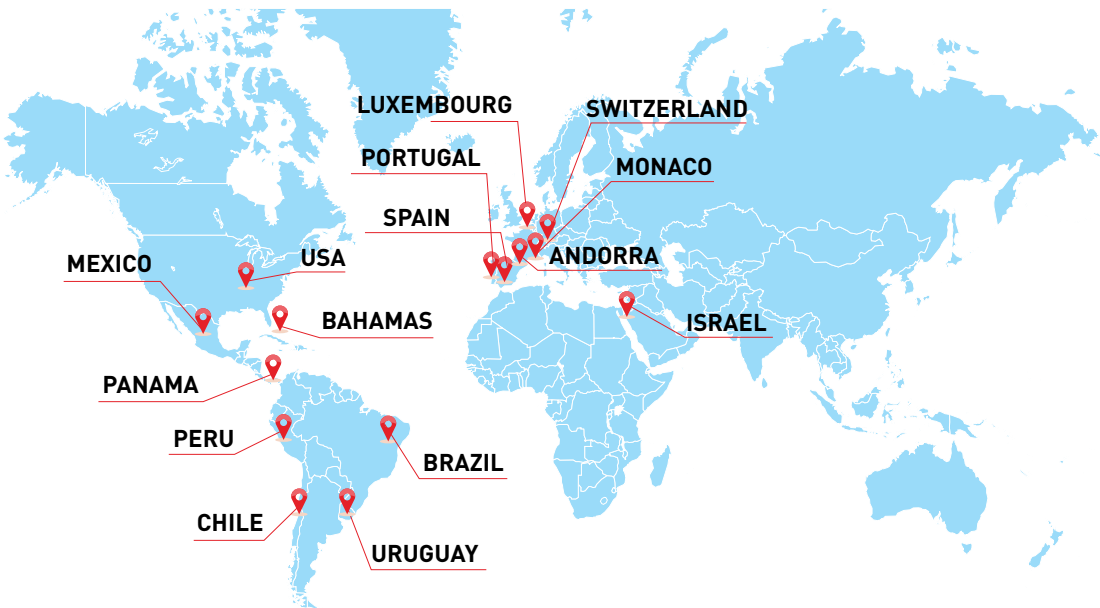 LUXEMBOURG
SWITZERLAND
PORTUGAL
MONACO
SPAIN
ANDORRA
MEXICO
USA
BAHAMAS
ISRAEL
PANAMA
PERU
BRAZIL
CHILE
URUGUAY